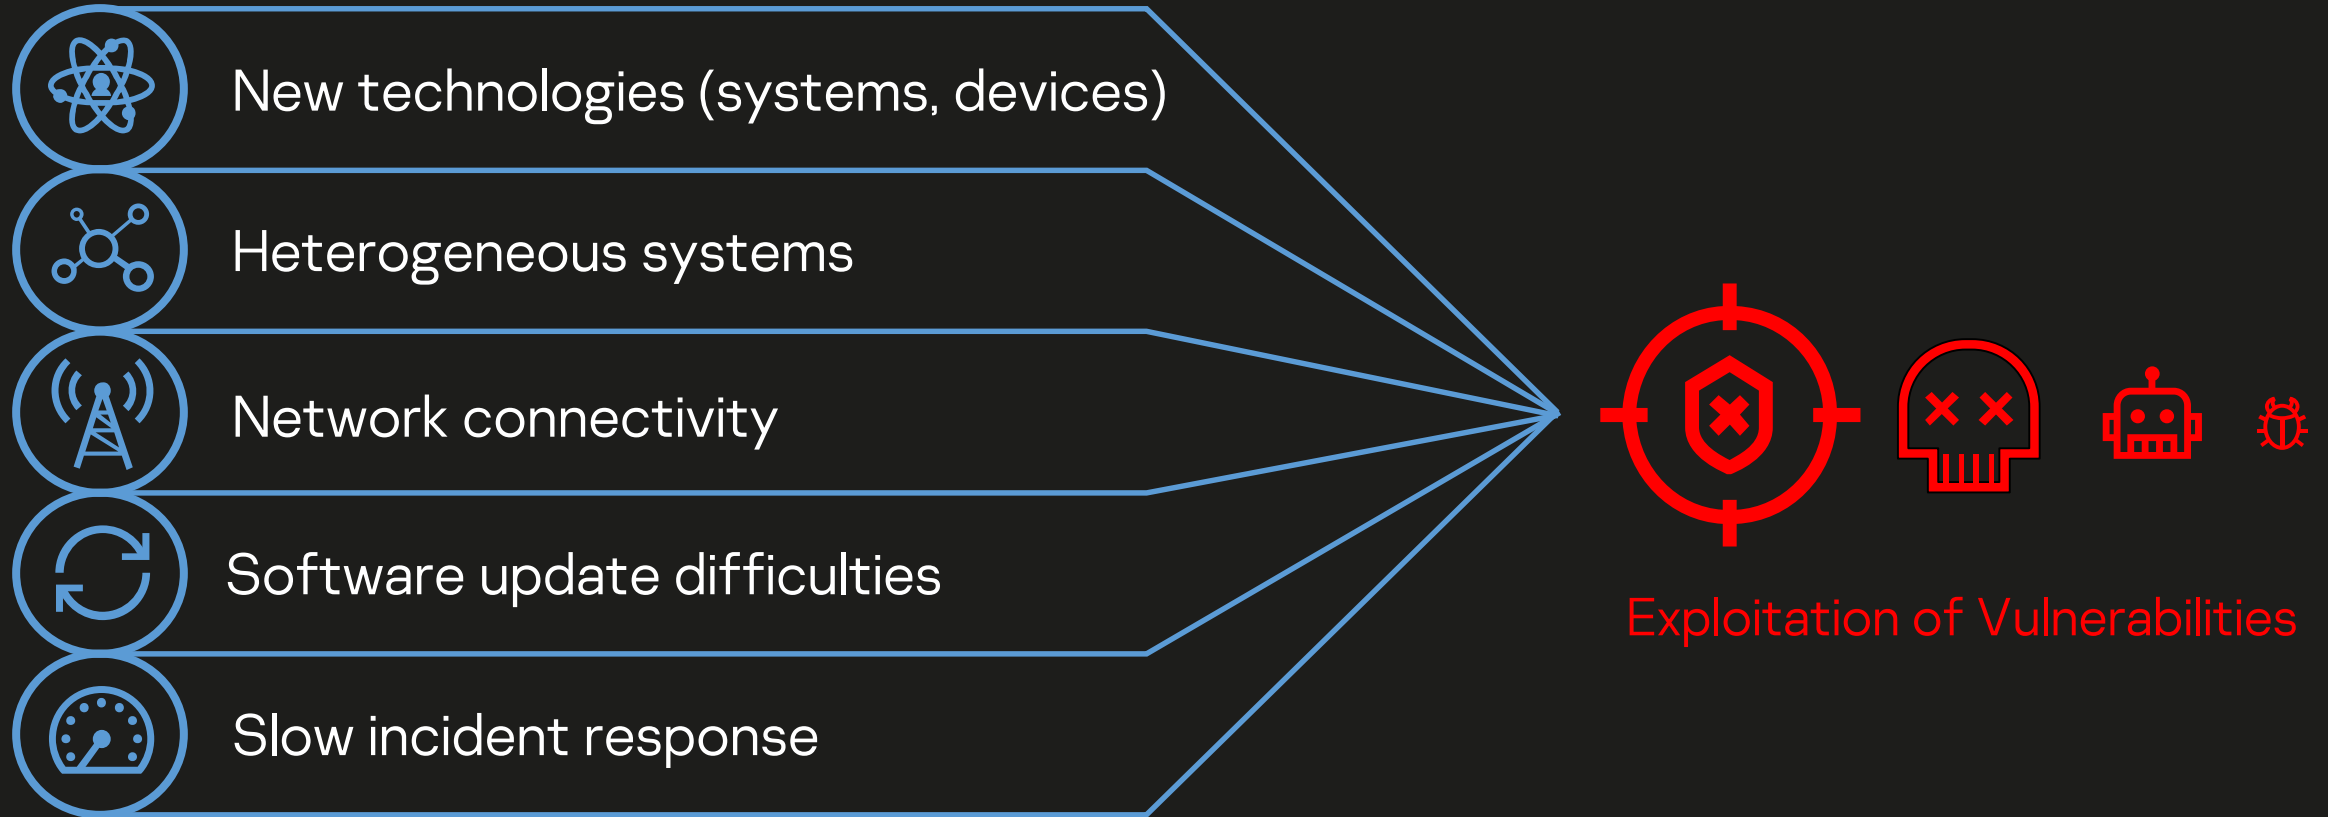 New technologies (systems, devices)
Heterogeneous systems
Network connectivity
Software update difficulties
Slow incident response
Exploitation of Vulnerabilities